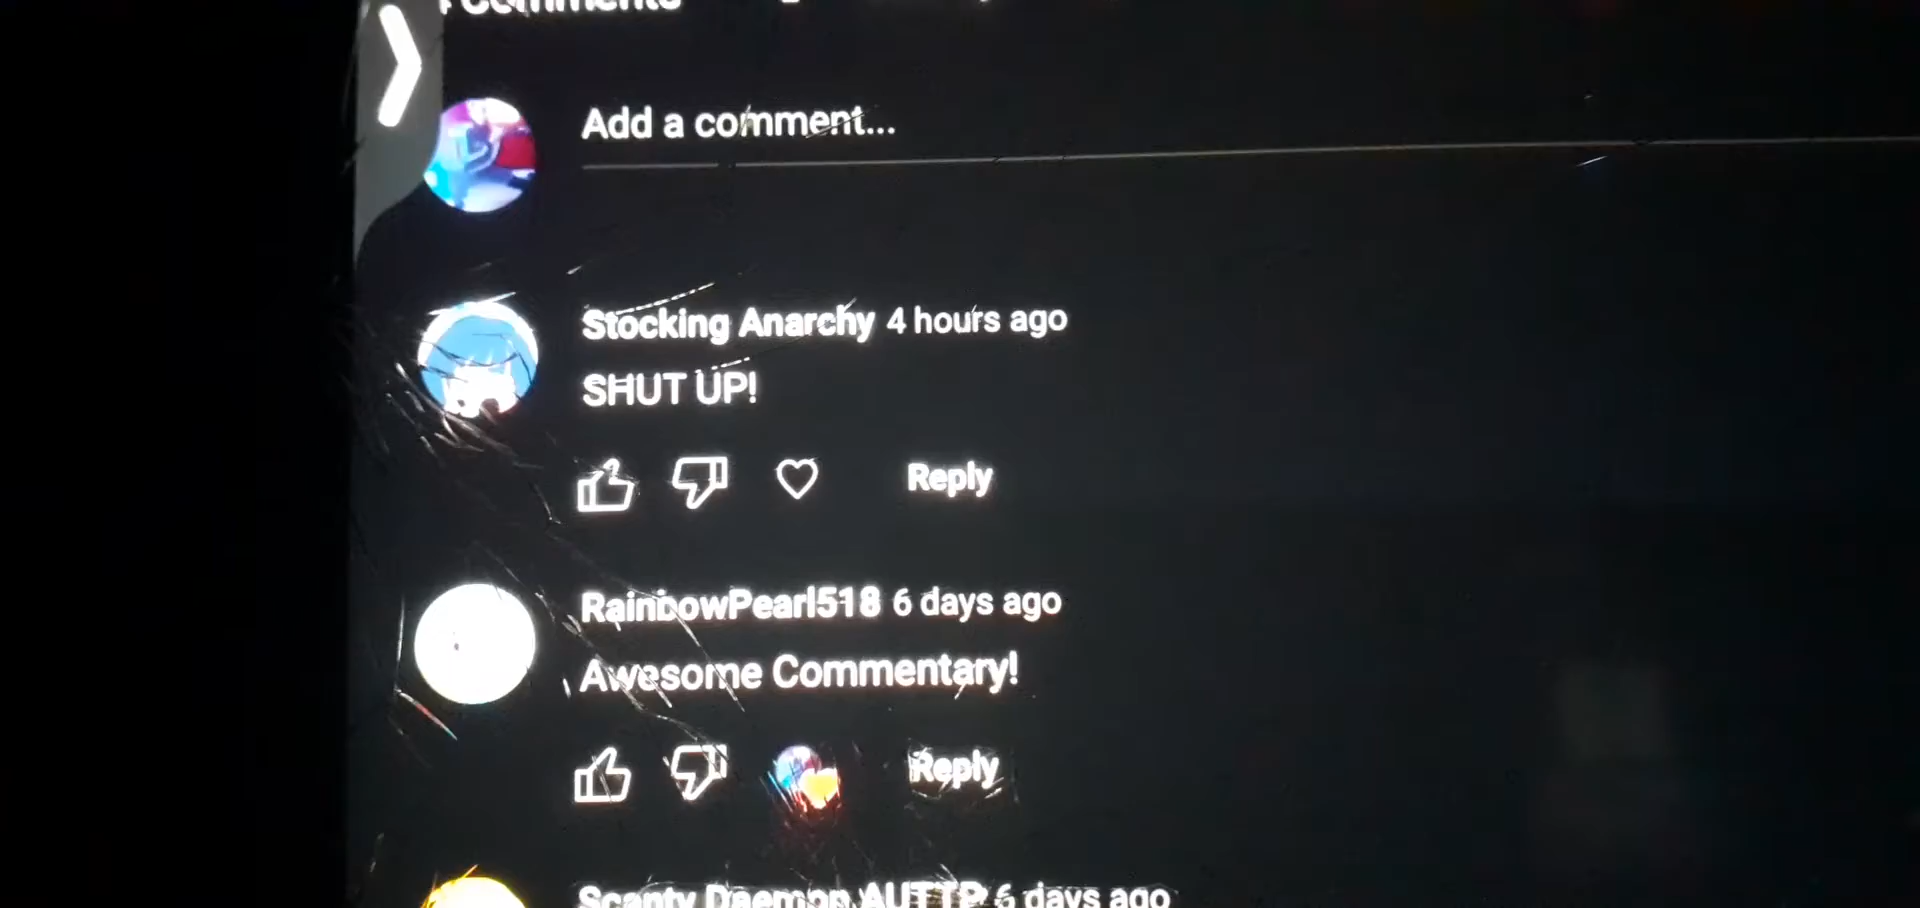 Comments
Add a comment...
Stocking Anarchy 4 hours ago
SHUT UP!
Reply
RainbowPearl518 6 days ago
Awesome Commentary!
Reply
Scanty Daemon AUTTP 6 days ago